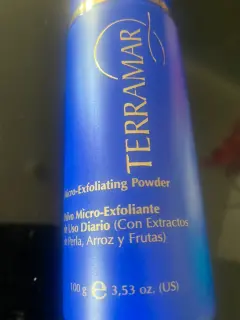 TERRAMAR
Micro-Exfoliating Powder
Polvo Micro-Exfoliante
de Uso Diario (Con Extractos
de Perla, Arroz y Frutas)
100 g e 3,53 oz. (US)